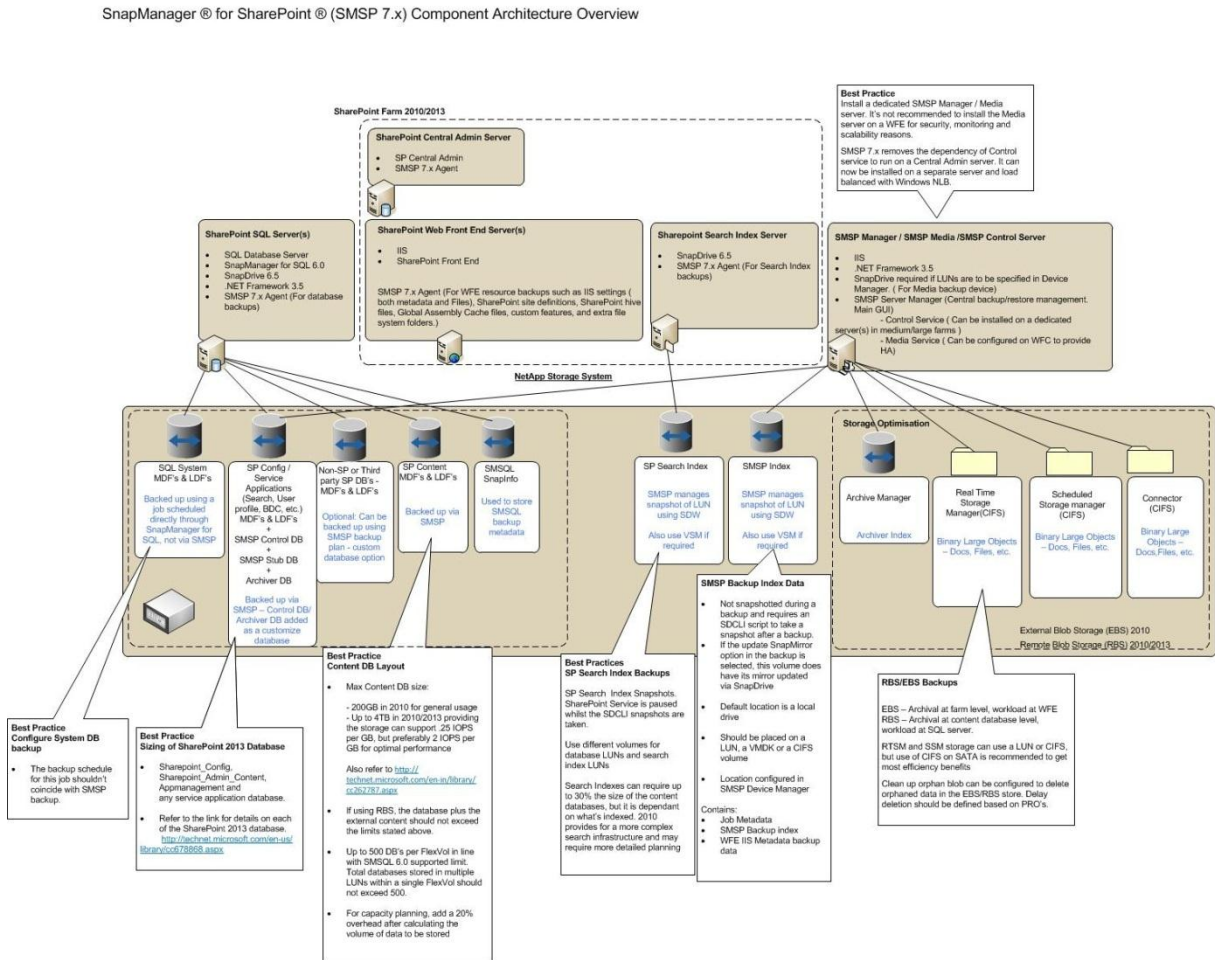 SnapManager ® for SharePoint ® (SMSP 7.x) Component Architecture Overview
Best Practice
Install a dedicated SMSP Manager / Media
server. It's not recommended to install the Media
server on a WFE for security, monitoring and
scalability reasons.
SMSP 7.x removes the dependency of Control
service to run on a Central Admin server. It can
now be installed on a separate server and load
balanced with Windows NLB.
SharePoint Farm 2010/2013
SharePoint Central Admin Server
• SP Central Admin
• SMSP 7.x Agent
SharePoint SQL Server(s)
• SQL Database Server
• SnapManager for SQL 6.0
• SnapDrive 6.5
• .NET Framework 3.5
• SMSP 7.x Agent (For database
backups)
SharePoint Web Front End Server(s)
• IIS
• SharePoint Front End
SMSP 7.x Agent (For WFE resource backups such as IIS settings (
both metadata and Files), SharePoint site definitions, SharePoint hive
files, Global Assembly Cache files, custom features, and extra file
system folders.)
Sharepoint Search Index Server
• SnapDrive 6.5
• SMSP 7.x Agent (For Search Index
backups)
SMSP Manager / SMSP Media /SMSP Control Server
• IIS
• .NET Framework 3.5
• SnapDrive required if LUNs are to be specified in Device
Manager. ( For Media backup device)
• SMSP Server Manager (Central backup/restore management.
Main GUI)
- Control Service ( Can be installed on a dedicated
server(s) in medium/large farms )
- Media Service ( Can be configured on WFC to provide
HA)
NetApp Storage System
SQL System
MDF's & LDF's
Backed up using a
job scheduled
directly through
SnapManager for
SQL, not via SMSP
SP Config /
Service
Applications
(Search, User
profile, BDC, etc.)
MDF's & LDF's
+
SMSP Control DB
+
SMSP Stub DB
+
Archiver DB
Backed up via
SMSP – Control DB/
Archiver DB added
as a customize
database
Non-SP or Third
party SP DB's -
MDF's & LDF's
Optional: Can be
backed up using
SMSP backup
plan - custom
database option
SP Content
MDF's & LDF's
Backed up via
SMSP
SMSQL
SnapInfo
Used to store
SMSQL
backup
metadata
SP Search Index
SMSP manages
snapshot of LUN
using SDW
Also use VSM if
required
SMSP Index
SMSP manages
snapshot of LUN
using SDW
Also use VSM if
required
Storage Optimisation
Archive Manager
Archiver Index
Real Time
Storage
Manager(CIFS)
Binary Large Objects
– Docs, Files, etc.
Scheduled
Storage manager
(CIFS)
Binary Large Objects
– Docs, Files, etc.
Connector
(CIFS)
Binary Large
Objects –
Docs,Files, etc.
External Blob Storage (EBS) 2010
Remote Blob Storage (RBS) 2010/2013
Best Practice
Configure System DB
backup
• The backup schedule
for this job shouldn't
coincide with SMSP
backup.
Best Practice
Sizing of SharePoint 2013 Database
• Sharepoint_Config,
Sharepoint_Admin_Content,
Appmanagement and
any service application database.
• Refer to the link for details on each
of the SharePoint 2013 database.
http://technet.microsoft.com/en-us/
library/cc678868.aspx
Best Practice
Content DB Layout
• Max Content DB size:
- 200GB in 2010 for general usage
- Up to 4TB in 2010/2013 providing
the storage can support .25 IOPS
per GB, but preferably 2 IOPS per
GB for optimal performance
Also refer to http://
technet.microsoft.com/en-in/library/
cc262787.aspx
• If using RBS, the database plus the
external content should not exceed
the limits stated above.
• Up to 500 DB's per FlexVol in line
with SMSQL 6.0 supported limit.
Total databases stored in multiple
LUNs within a single FlexVol should
not exceed 500.
• For capacity planning, add a 20%
overhead after calculating the
volume of data to be stored
Best Practices
SP Search Index Backups
SP Search Index Snapshots.
SharePoint Service is paused
whilst the SDCLI snapshots are
taken.
Use different volumes for
database LUNs and search
index LUNs
Search Indexes can require up
to 30% the size of the content
databases, but it is dependant
on what's indexed. 2010
provides for a more complex
search infrastructure and may
require more detailed planning
SMSP Backup Index Data
• Not snapshotted during a
backup and requires an
SDCLI script to take a
snapshot after a backup.
• If the update SnapMirror
option in the backup is
selected, this volume does
have its mirror updated
via SnapDrive
• Default location is a local
drive
• Should be placed on a
LUN, a VMDK or a CIFS
volume
• Location configured in
SMSP Device Manager
Contains:
• Job Metadata
• SMSP Backup index
• WFE IIS Metadata backup
data
RBS/EBS Backups
EBS – Archival at farm level, workload at WFE
RBS – Archival at content database level,
workload at SQL server.
RTSM and SSM storage can use a LUN or CIFS,
but use of CIFS on SATA is recommended to get
most efficiency benefits
Clean up orphan blob can be configured to delete
orphaned data in the EBS/RBS store. Delay
deletion should be defined based on PRO's.